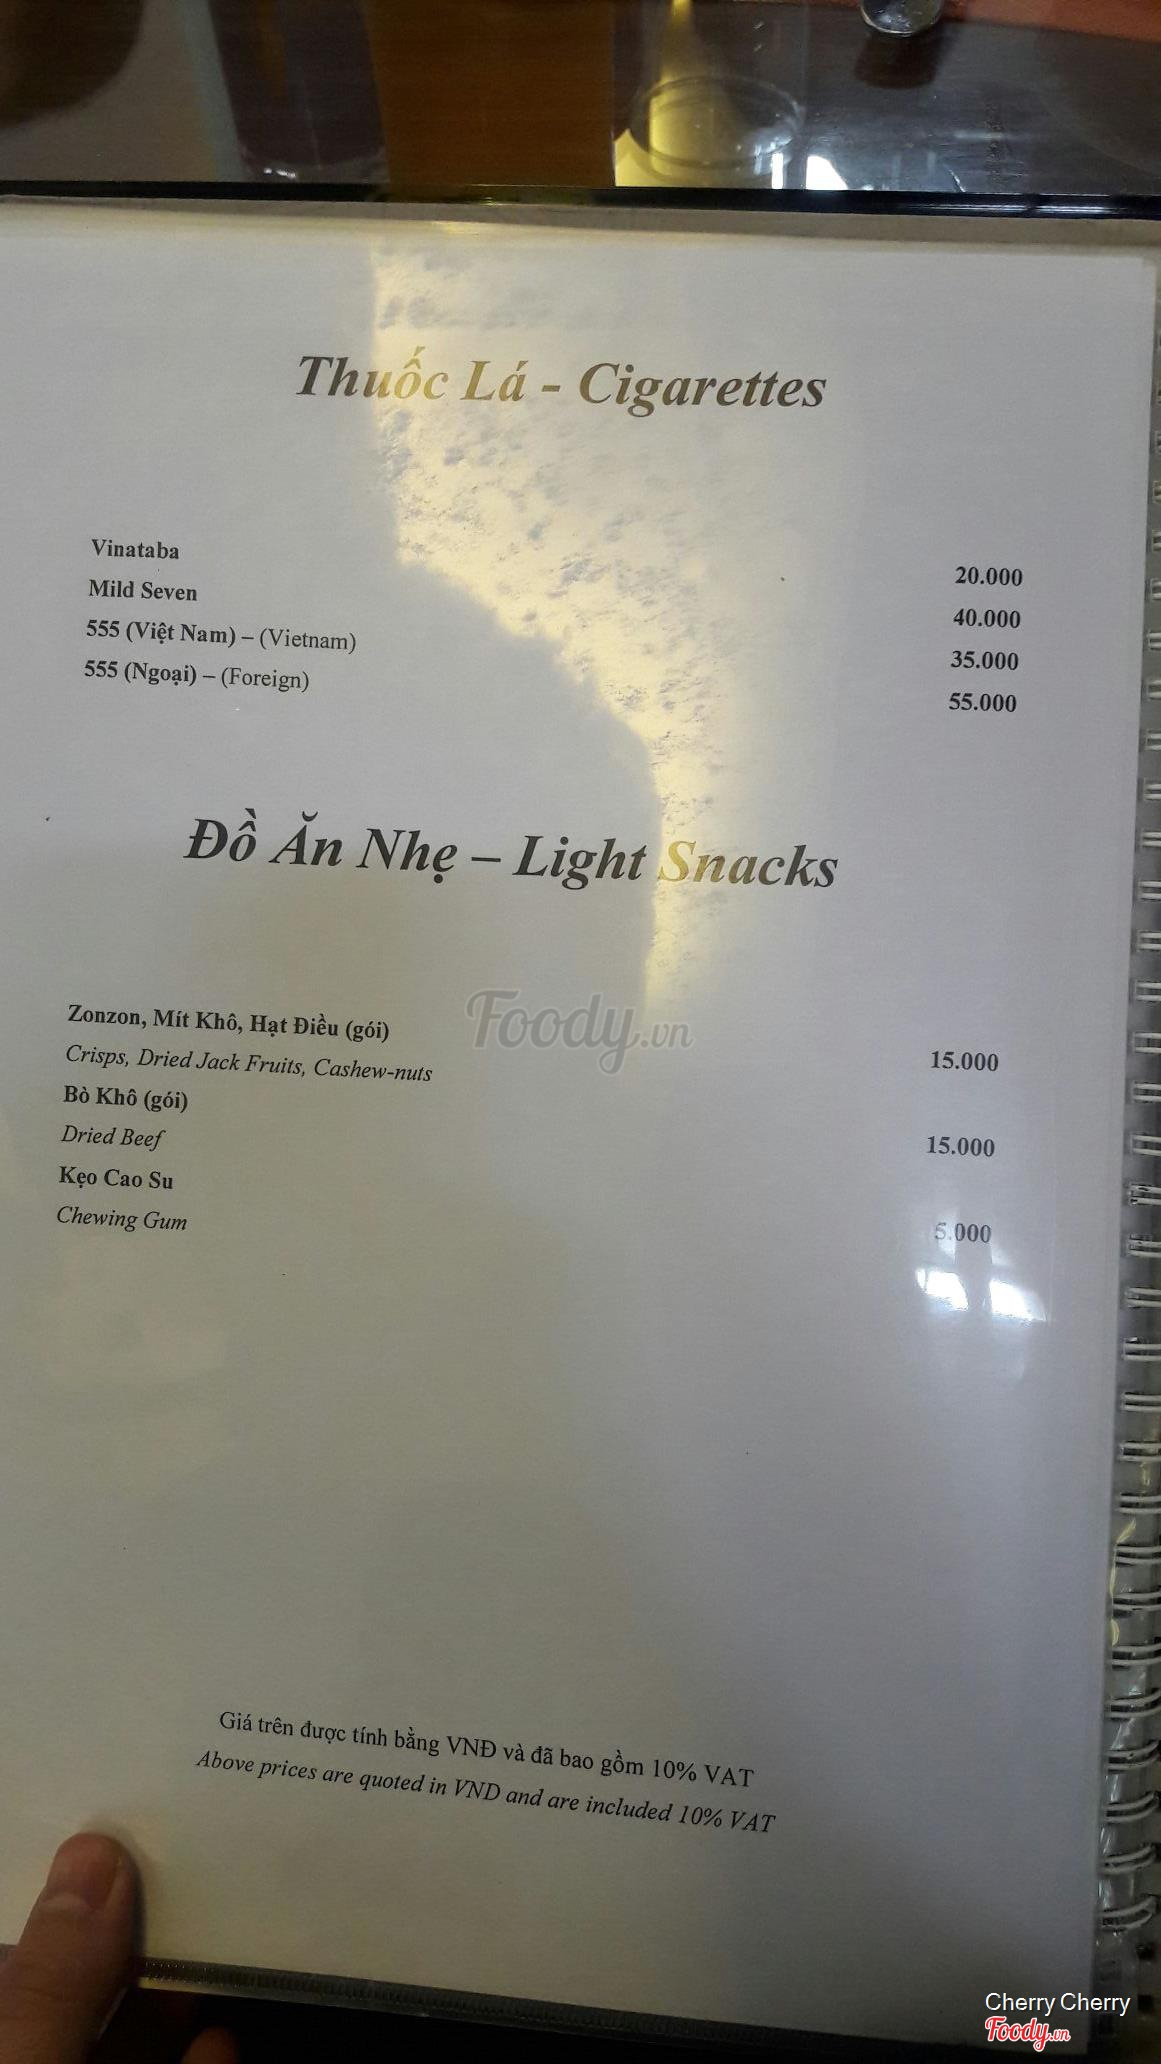 Thuốc Lá - Cigarettes
Vinataba 20.000
Mild Seven 40.000
555 (Việt Nam) – (Vietnam) 35.000
555 (Ngoại) – (Foreign) 55.000
Đồ Ăn Nhẹ – Light Snacks
Foody.vn
Zonzon, Mít Khô, Hạt Điều (gói) 15.000
Crisps, Dried Jack Fruits, Cashew-nuts
Bò Khô (gói) 15.000
Dried Beef
Kẹo Cao Su 5.000
Chewing Gum
Giá trên được tính bằng VNĐ và đã bao gồm 10% VAT
Above prices are quoted in VND and are included 10% VAT
Cherry Cherry
Foody.vn